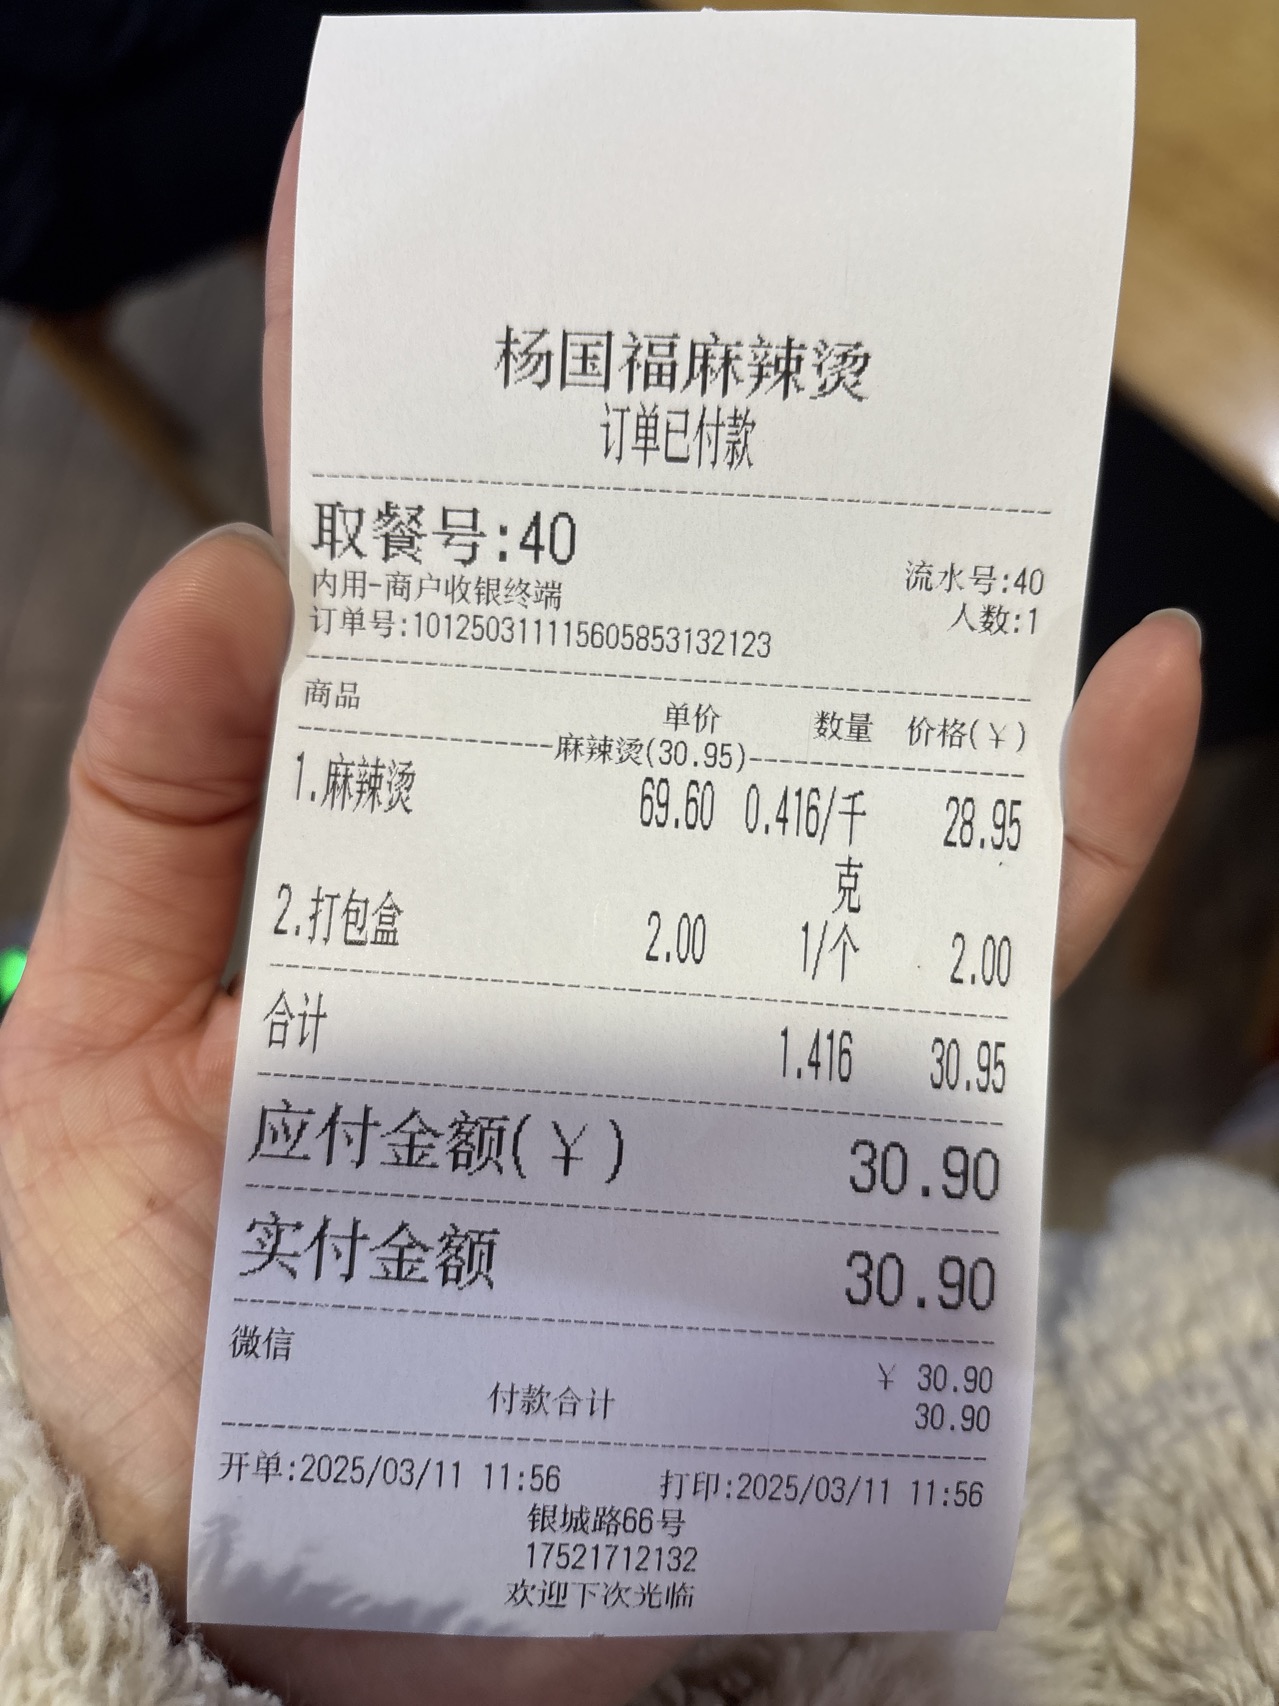 杨国福麻辣烫
订单已付款
取餐号:40
内用-商户收银终端 流水号:40
订单号:1012503111156058531​32123 人数:1
商品 单价 数量 价格(¥)
麻辣烫(30.95)
1.麻辣烫 69.60 0.416/千克 28.95
2.打包盒 2.00 1/个 2.00
合计 1.416 30.95
应付金额(¥) 30.90
实付金额 30.90
微信 ¥ 30.90
付款合计 30.90
开单:2025/03/11 11:56 打印:2025/03/11 11:56
银城路66号
17521712132
欢迎下次光临